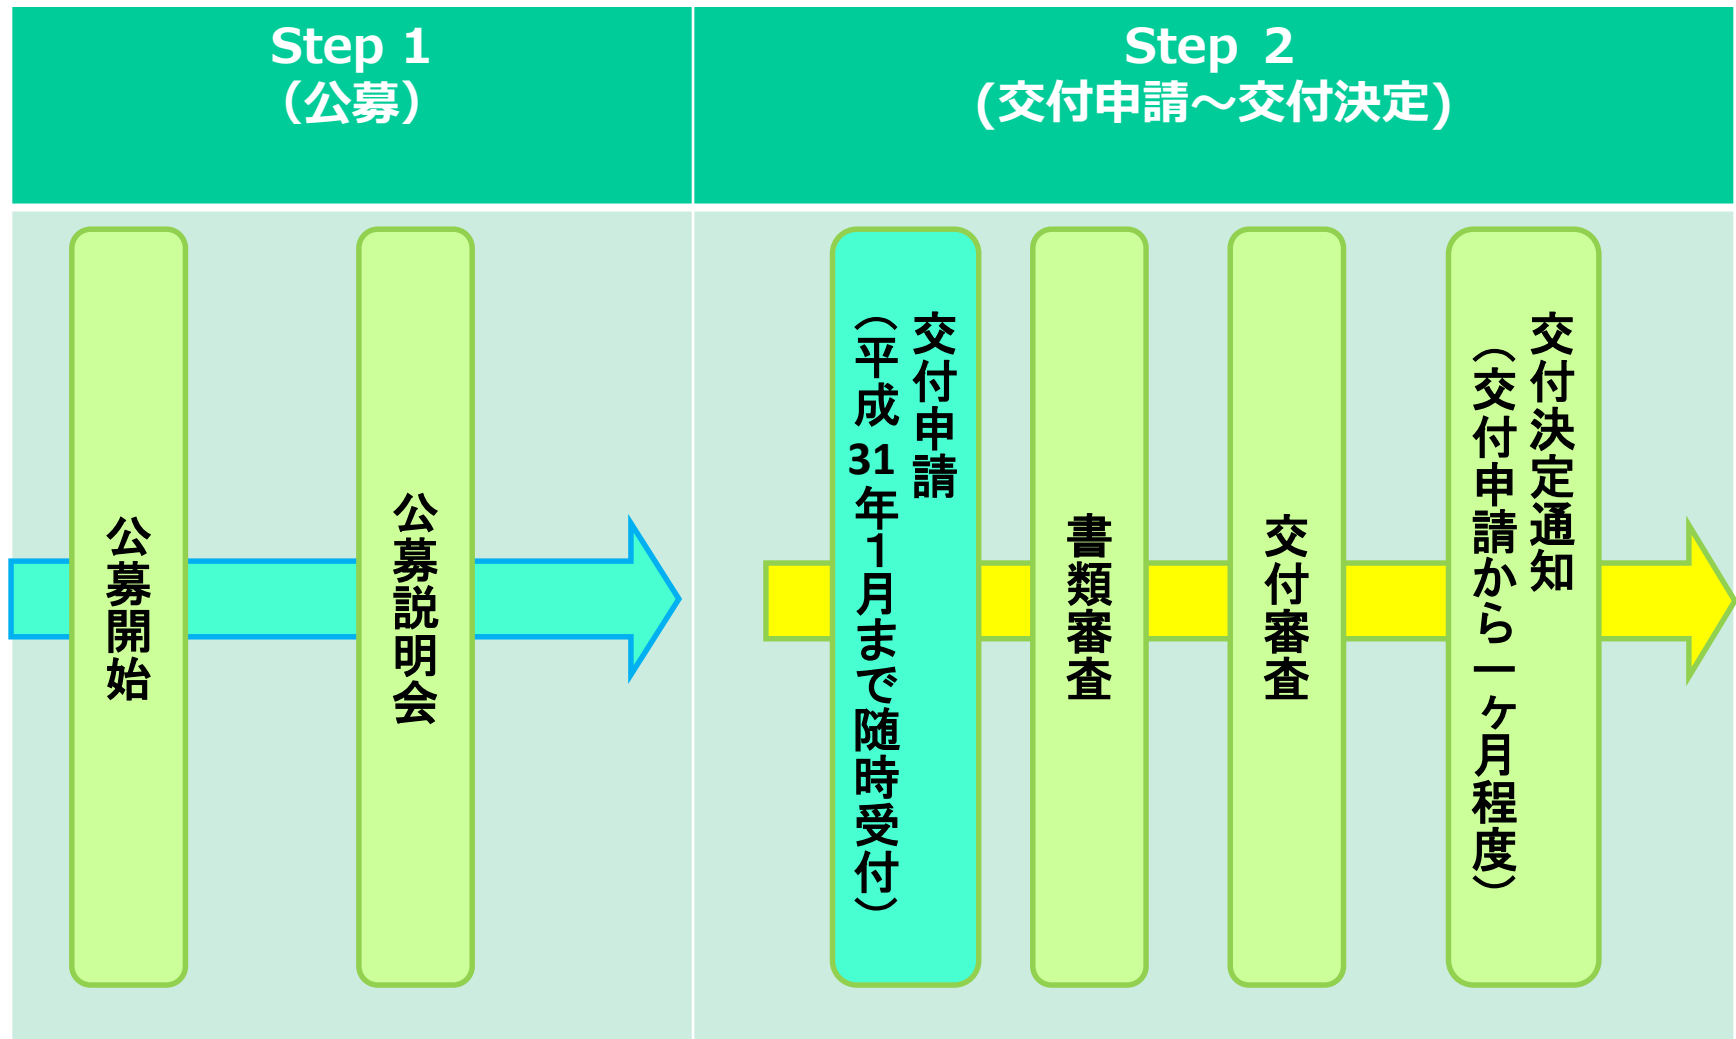 Step 1
（公募）
Step 2
(交付申請～交付決定)
公募開始
公募説明会
交付申請
（平成31年1月まで随時受付）
書類審査
交付審査
交付決定通知
（交付申請から一ヶ月程度）